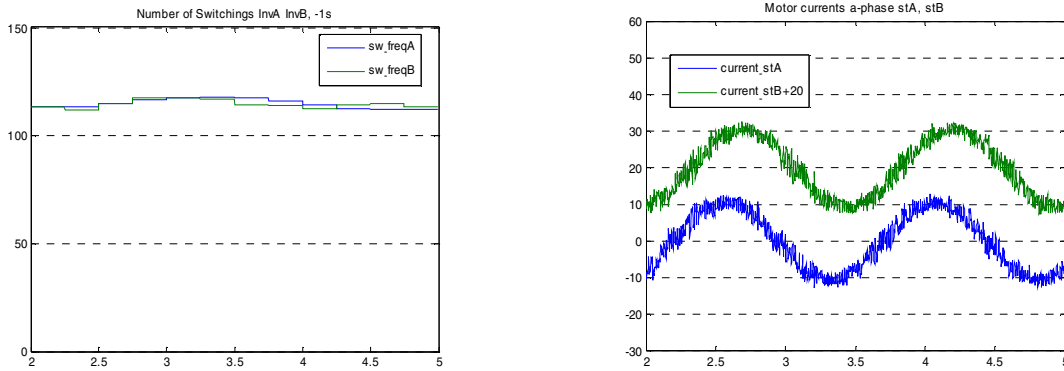 Number of Switchings InvA InvB, -1s
150
100
50
0
2 2.5 3 3.5 4 4.5 5
sw_freqA
sw_freqB
Motor currents a-phase stA, stB
60
50
40
30
20
10
0
-10
-20
-30
2 2.5 3 3.5 4 4.5 5
current_stA
current_stB+20